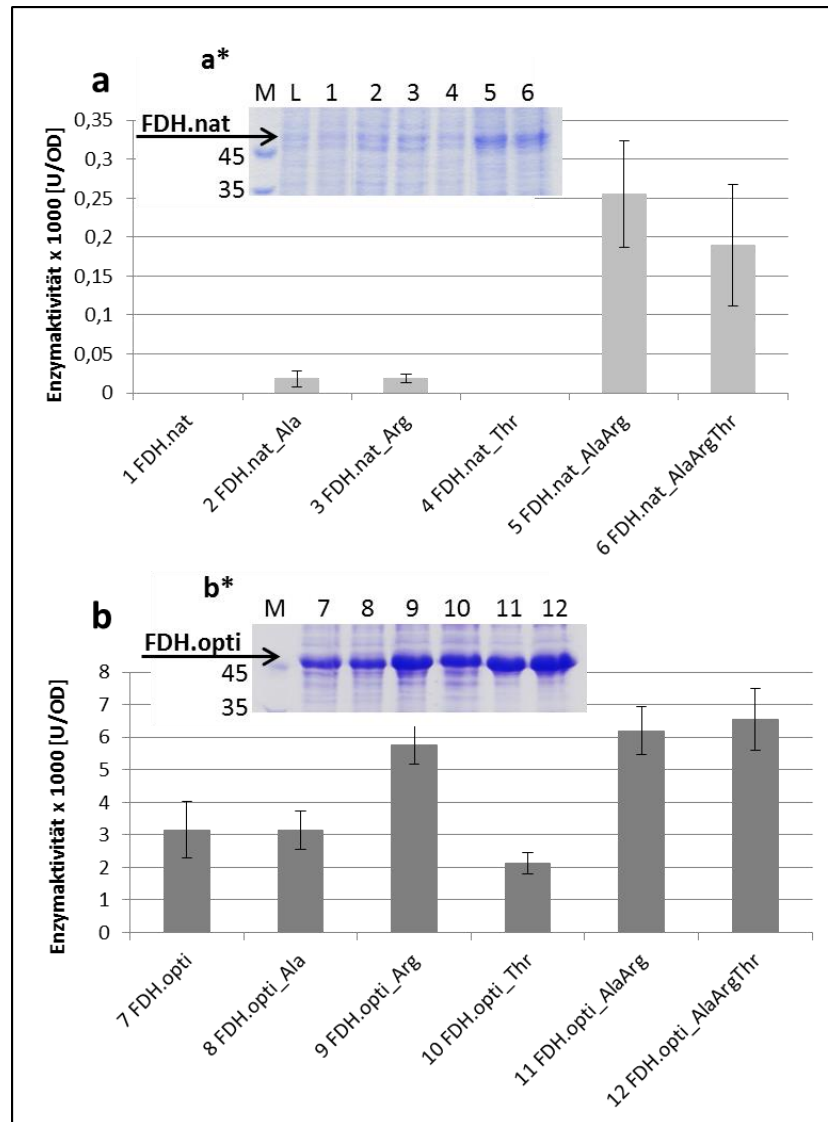 a*
a
M L 1 2 3 4 5 6
FDH.nat
45
35
Enzymaktivität x 1000 [U/OD]
0,35
0,3
0,25
0,2
0,15
0,1
0,05
0
1 FDH.nat
2 FDH.nat_Ala
3 FDH.nat_Arg
4 FDH.nat_Thr
5 FDH.nat_AlaArg
6 FDH.nat_AlaArgThr
b*
b
M 7 8 9 10 11 12
FDH.opti
45
35
Enzymaktivität x 1000 [U/OD]
8
7
6
5
4
3
2
1
0
7 FDH.opti
8 FDH.opti_Ala
9 FDH.opti_Arg
10 FDH.opti_Thr
11 FDH.opti_AlaArg
12 FDH.opti_AlaArgThr